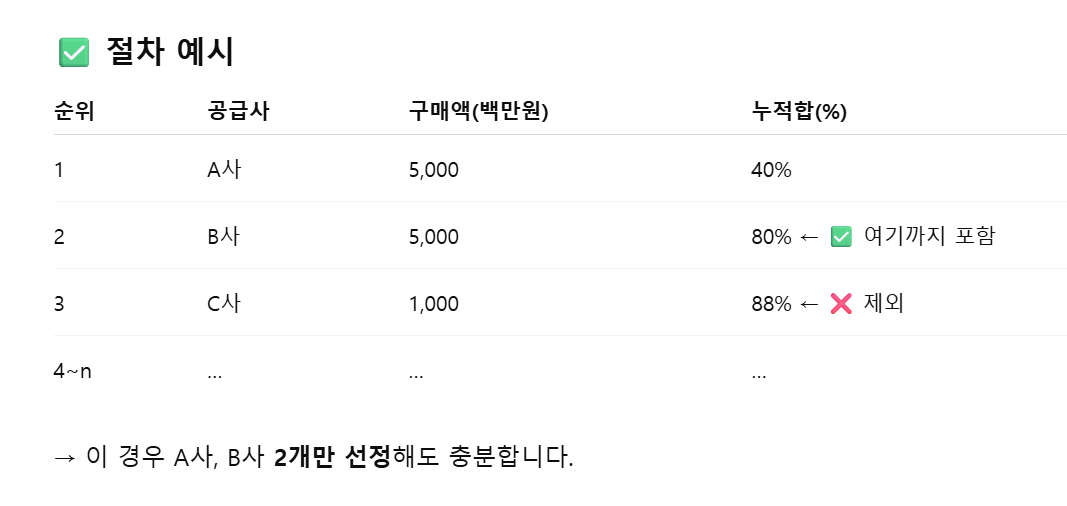 ✅ 절차 예시
순위 공급사 구매액(백만원) 누적합(%)
1 A사 5,000 40%
2 B사 5,000 80% ← ✅ 여기까지 포함
3 C사 1,000 88% ← ❌ 제외
4~n ... ... ...
→ 이 경우 A사, B사 2개만 선정해도 충분합니다.